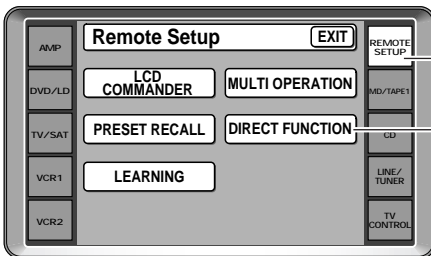 AMP
DVD/LD
TV/SAT
VCR1
VCR2
Remote Setup
EXIT
LCD
COMMANDER
MULTI OPERATION
PRESET RECALL
DIRECT FUNCTION
LEARNING
REMOTE
SETUP
MD/TAPE1
CD
LINE/
TUNER
TV
CONTROL